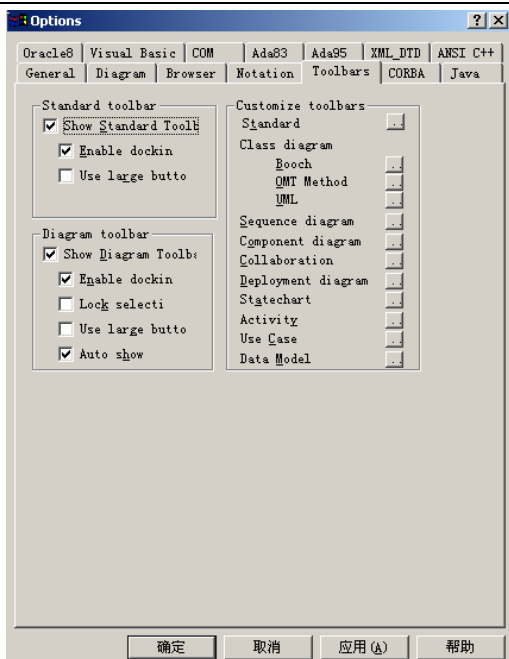 Options
Oracle8 Visual Basic COM Ada83 Ada95 XML_DTD ANSI C++
General Diagram Browser Notation Toolbars CORBA Java
Standard toolbar
Show Standard Toolb
Enable dockin
Use large butto
Diagram toolbar
Show Diagram Toolba
Enable dockin
Lock selecti
Use large butto
Auto show
Customize toolbars
Standard ..
Class diagram
Booch ..
OMT Method ..
UML ..
Sequence diagram ..
Component diagram ..
Collaboration ..
Deployment diagram ..
Statechart ..
Activity ..
Use Case ..
Data Model ..
确定 取消 应用(A) 帮助